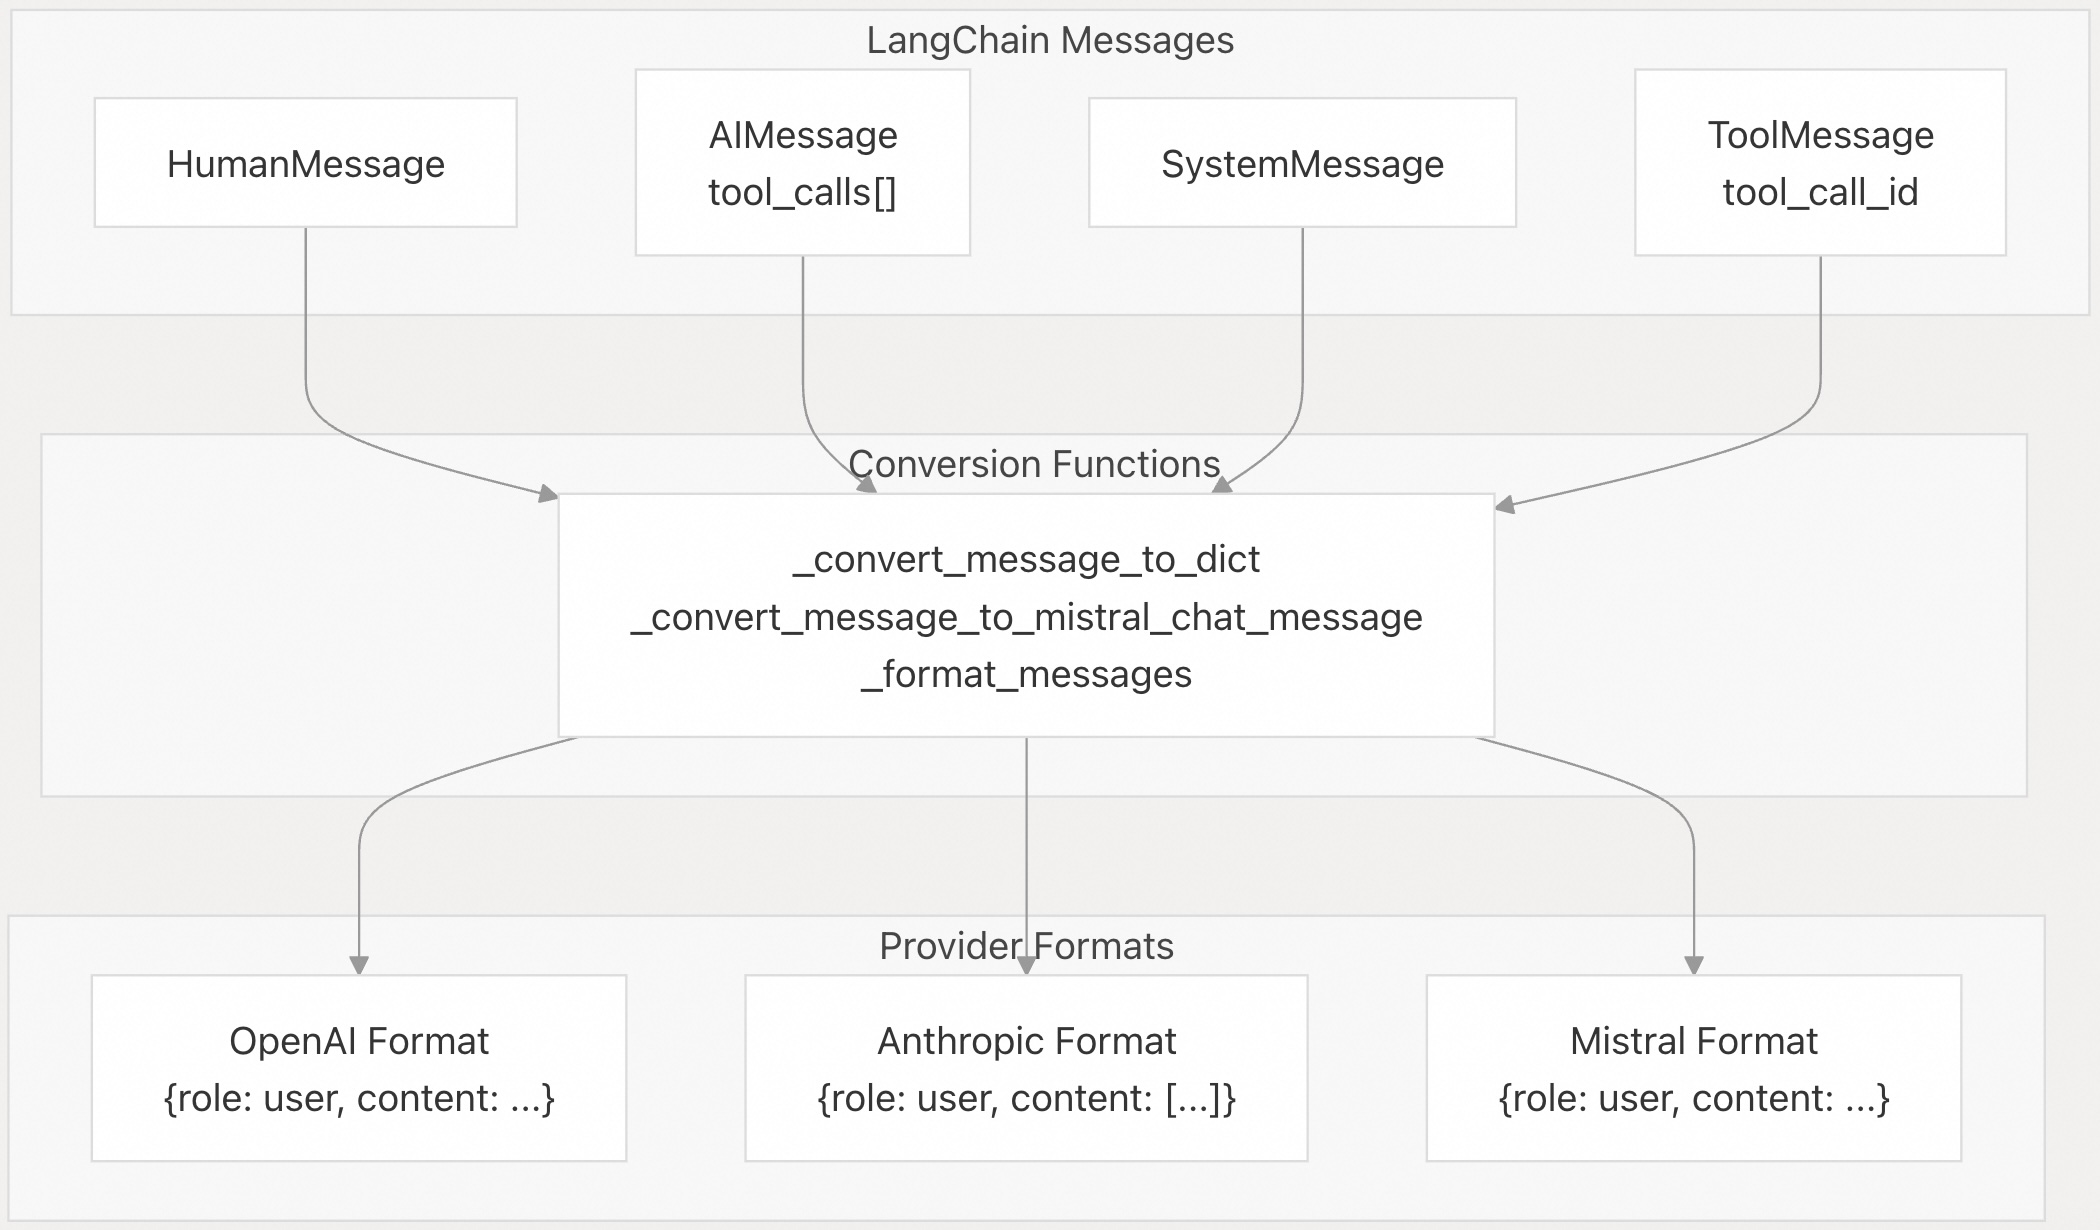 LangChain Messages
HumanMessage
AIMessage
tool_calls[]
SystemMessage
ToolMessage
tool_call_id
Conversion Functions
_convert_message_to_dict
_convert_message_to_mistral_chat_message
_format_messages
Provider Formats
OpenAI Format
{role: user, content: ...}
Anthropic Format
{role: user, content: [...]}
Mistral Format
{role: user, content: ...}